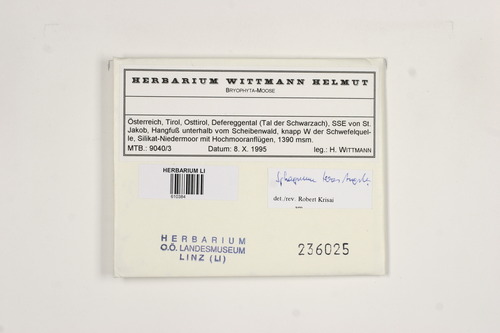 HERBARIUM WITTMANN HELMUT
BRYOPHYTA-MOOSE
Österreich, Tirol, Osttirol, Defereggental (Tal der Schwarzach), SSE von St.
Jakob, Hangfuß unterhalb vom Scheibenwald, knapp W der Schwefelquel-
le, Silikat-Niedermoor mit Hochmooranflügen, 1390 msm.
MTB.: 9040/3 Datum: 8. X. 1995 leg.: H. WITTMANN
HERBARIUM LI
610384
Sphagnum
det./rev. Robert Krisai
HERBARIUM
O.Ö. LANDESMUSEUM
LINZ (LI)
236025